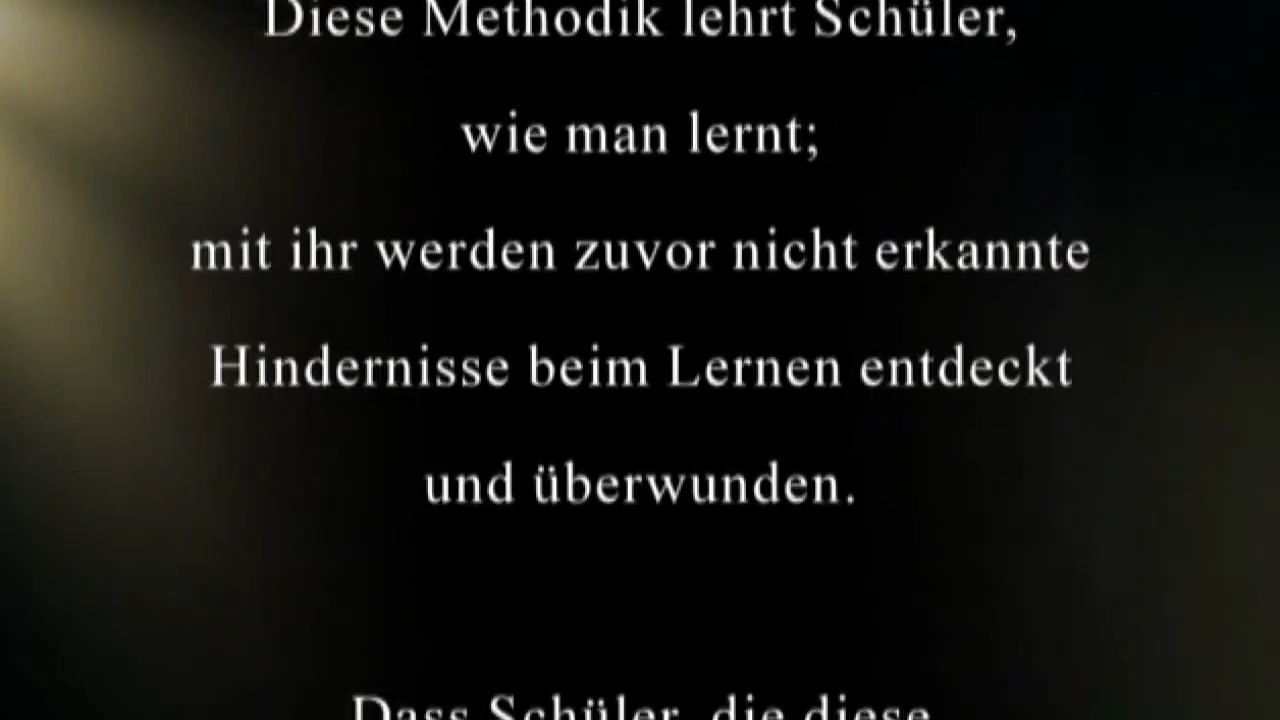 Diese Methodik lehrt Schüler,
wie man lernt;
mit ihr werden zuvor nicht erkannte
Hindernisse beim Lernen entdeckt
und überwunden.
Dass Schüler, die diese